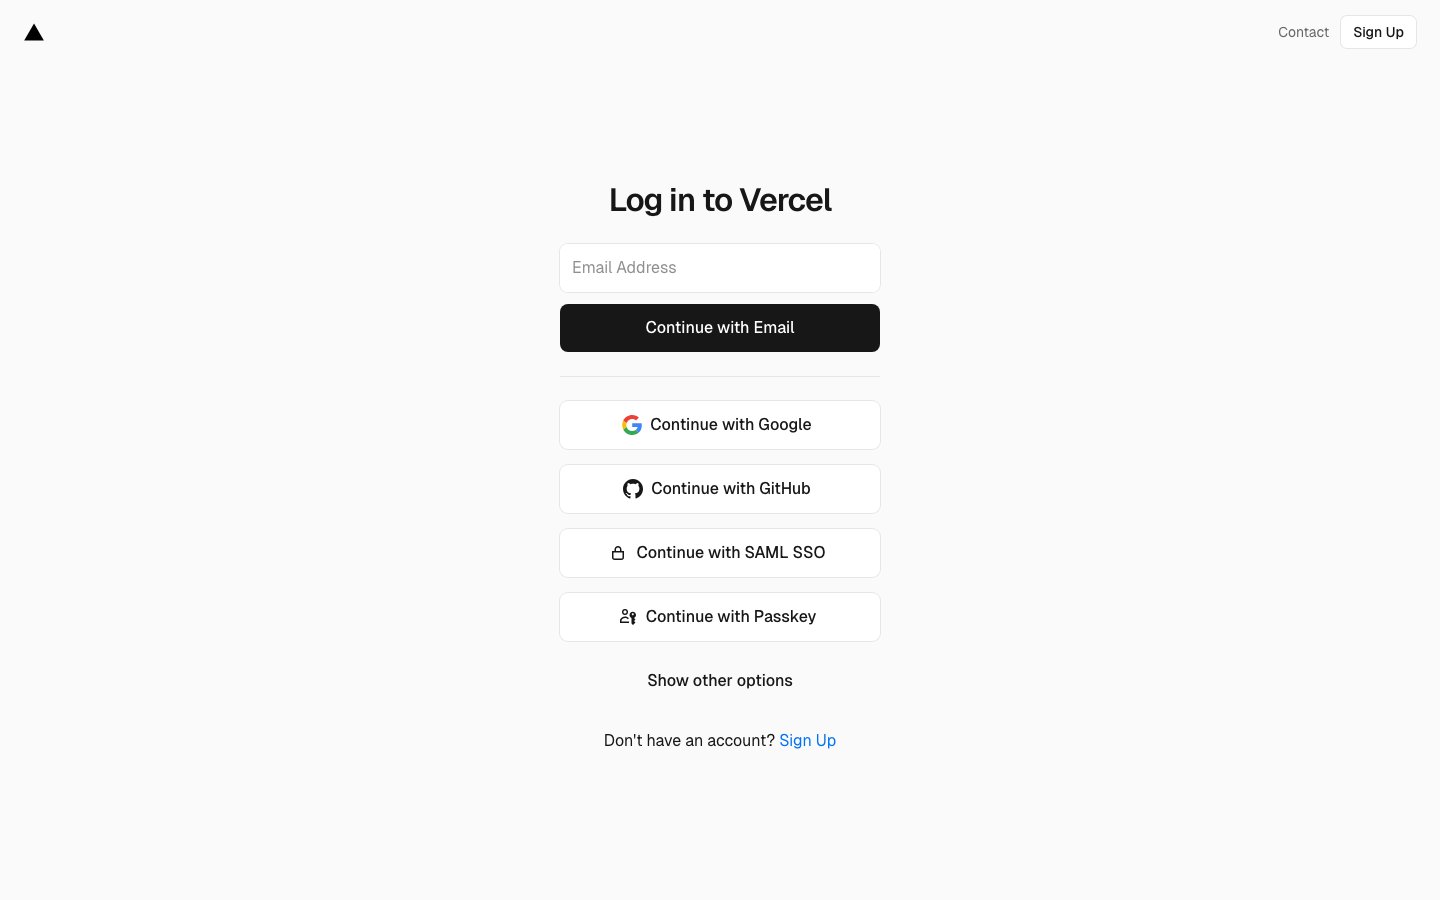 Contact
Sign Up
Log in to Vercel
Email Address
Continue with Email
Continue with Google
Continue with GitHub
Continue with SAML SSO
Continue with Passkey
Show other options
Don't have an account? Sign Up